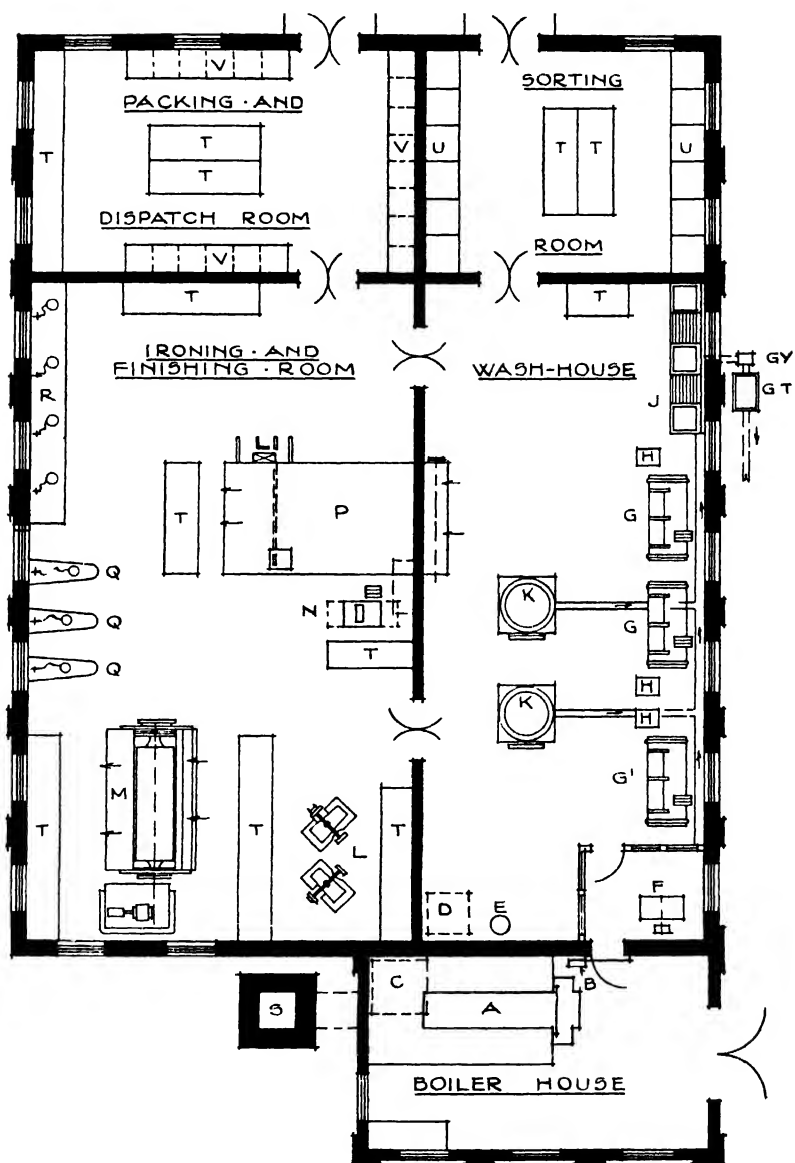 V
SORTING
PACKING · AND
T
T
T
T T
V
U
U
DISPATCH ROOM
ROOM
V
T
T
IRONING · AND
FINISHING · ROOM
WASH-HOUSE
GY
GT
R
J
L
H
T
P
G
Q
K
N
G
Q
T
Q
H
K
H
M
G'
T
T
L
T
F
D
E
C
B
S
A
BOILER HOUSE